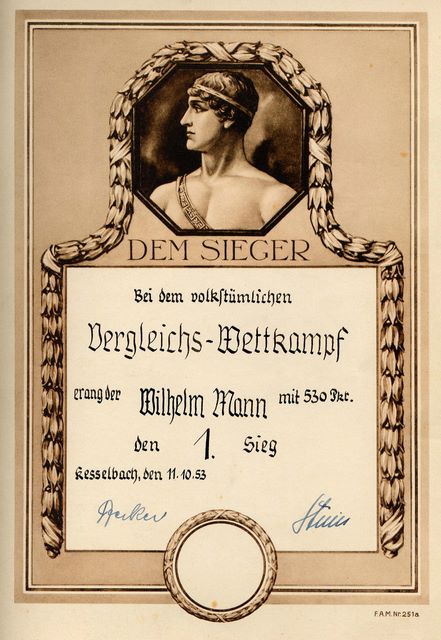 DEM SIEGER
Bei dem volkstümlichen
Vergleichs-Wettkampf
erang der Wilhelm Mann mit 530 Pkt.
den 1. Sieg
Kesselbach, den 11.10.53
F.A.M. Nr. 251a